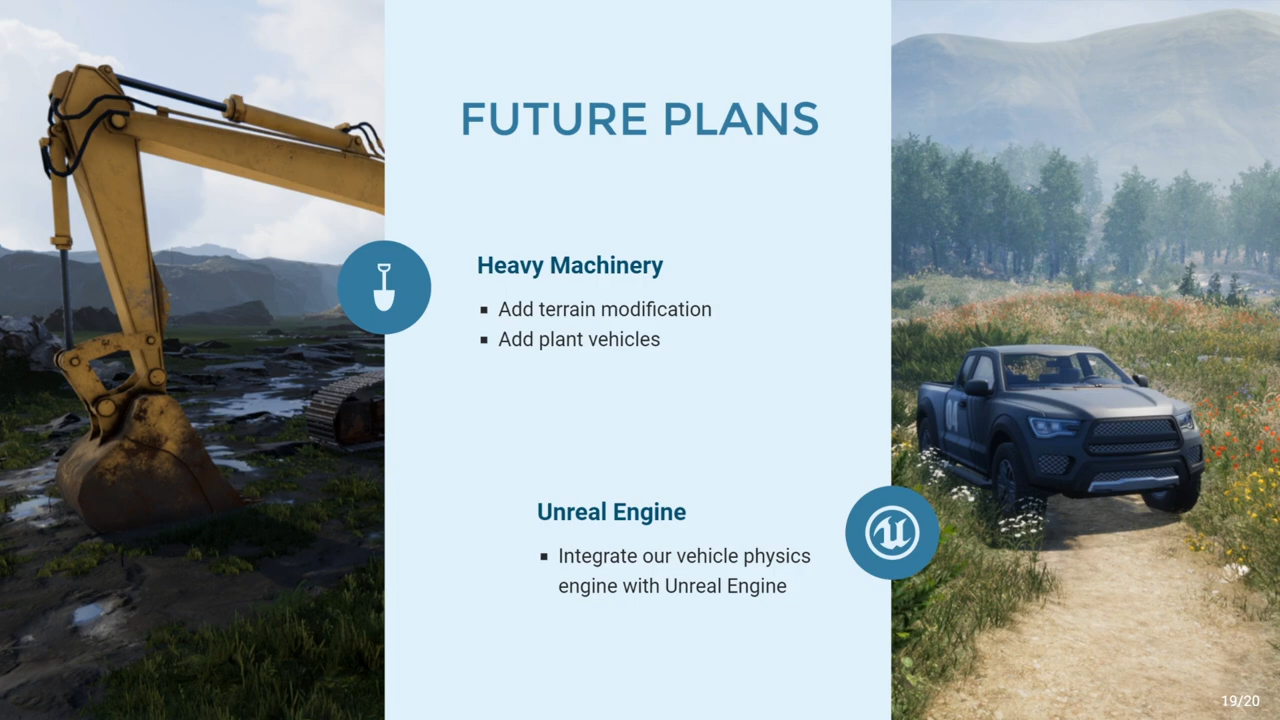 FUTURE PLANS
Heavy Machinery
▪ Add terrain modification
▪ Add plant vehicles
Unreal Engine
▪ Integrate our vehicle physics
engine with Unreal Engine
19/20